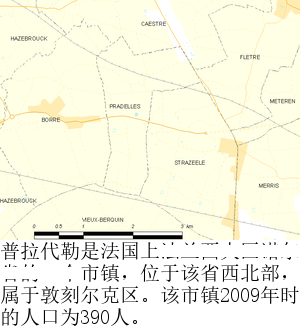 CAESTRE
HAZEBROUCK
FLETRE
METEREN
PRADELLES
BORRE
STRAZEELE
MERRIS
HAZEBROUCK
VIEUX-BERQUIN
0 0.5 1 2 3 km
普拉代勒是法国上
市镇，位于该省西北部，
属于敦刻尔克区。该市镇2009年时
的人口为390人。